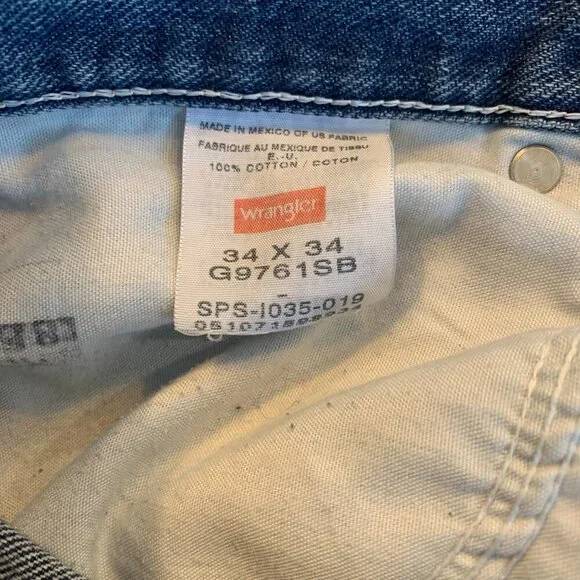 MADE IN MEXICO OF US FABRIC
FABRIQUE AU MEXIQUE DE TISSU
E.-U.
100% COTTON / COTON
Wrangler
34 X 34
G9761SB
-
SPS-1035-019